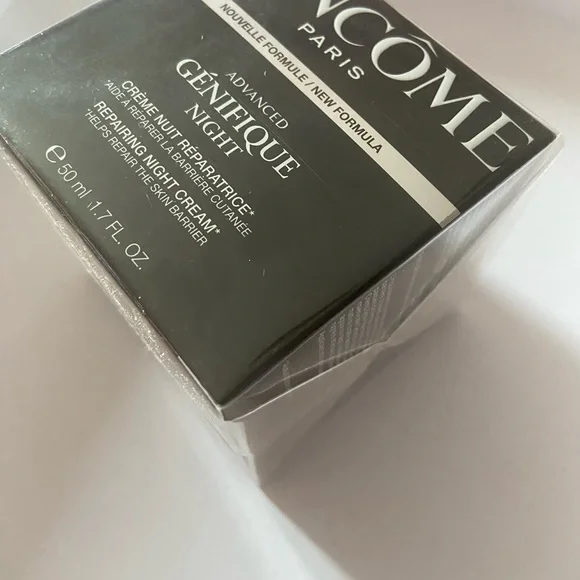 NCÔME
PARIS
NOUVELLE FORMULE / NEW FORMULA
ADVANCED
GÉNIFIQUE
NIGHT
CRÈME NUIT RÉPARATRICE*
*AIDE À RÉPARER LA BARRIÈRE CUTANÉE
REPAIRING NIGHT CREAM*
*HELPS REPAIR THE SKIN BARRIER
℮ 50 ml 1.7 FL. OZ.